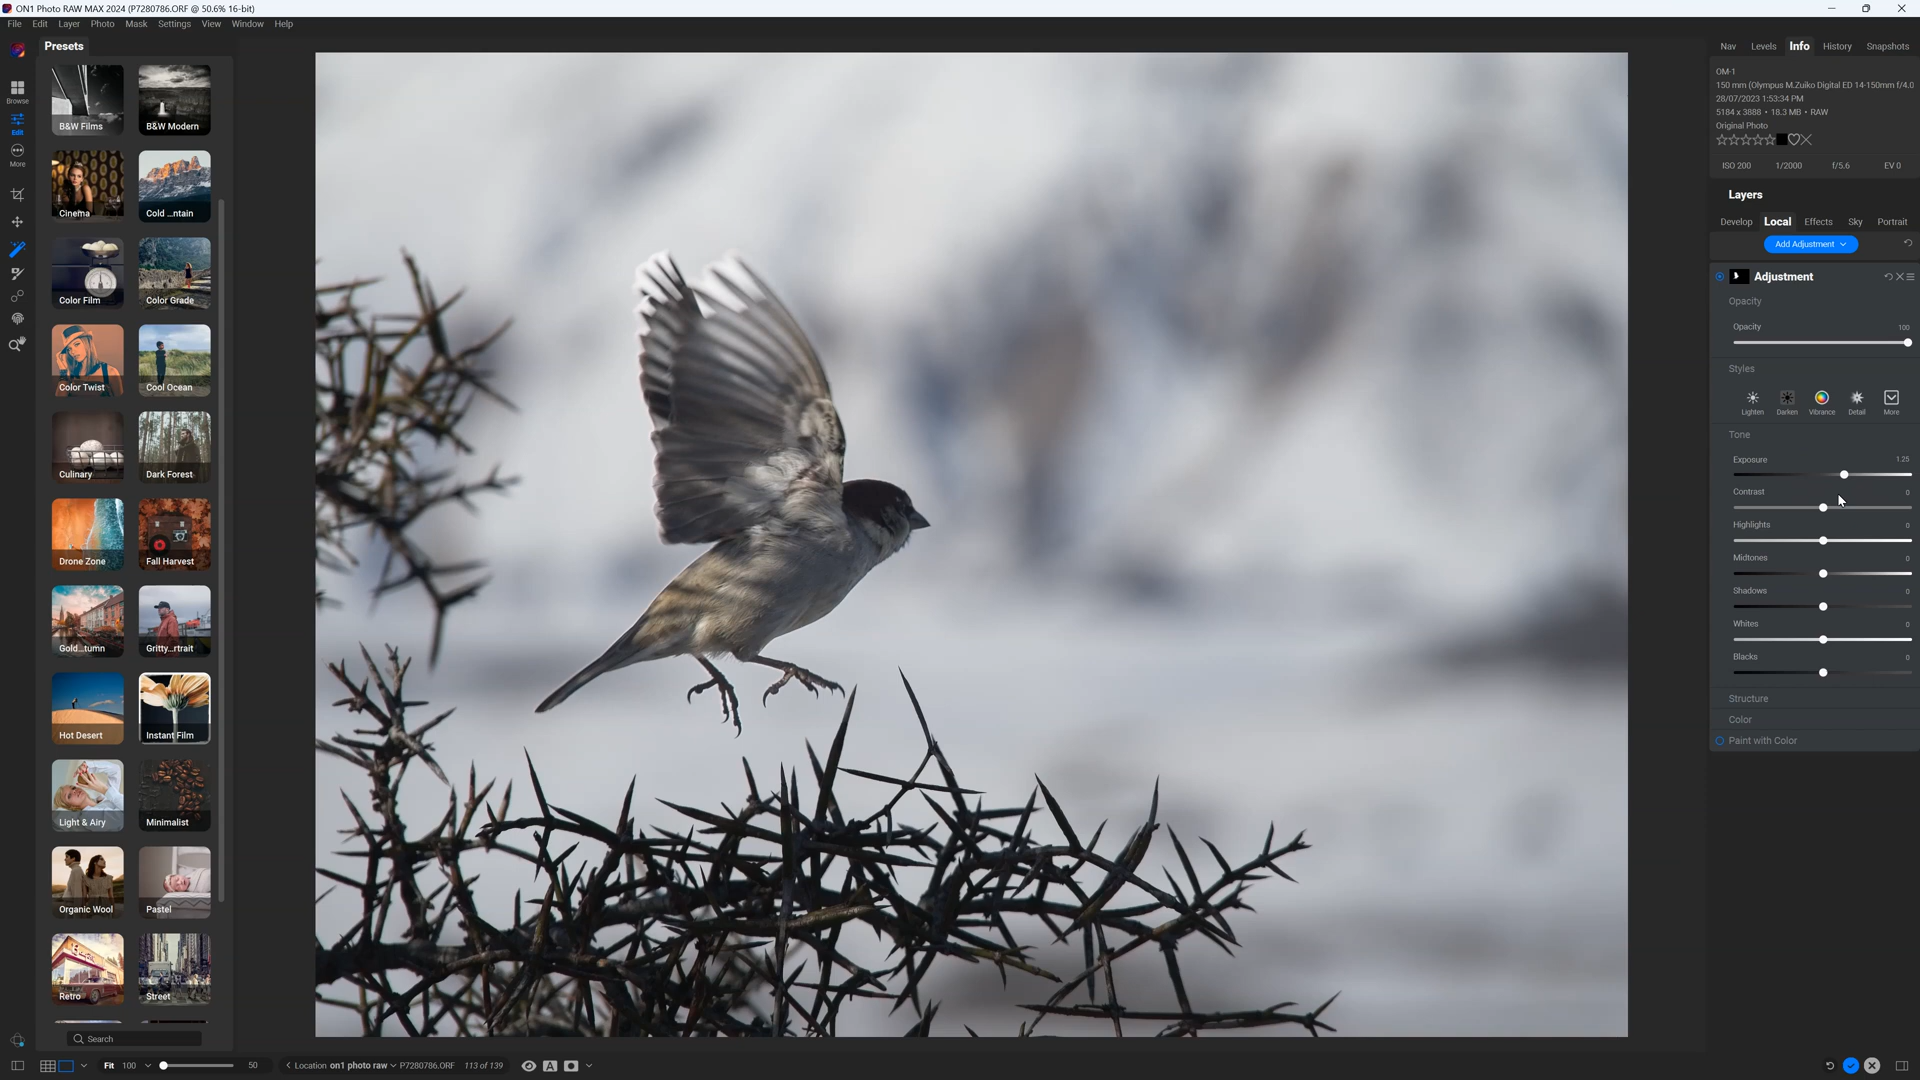 ON1 Photo RAW MAX 2024 (P7280786.ORF @ 50.6% 16-bit)
File Edit Layer Photo Mask Settings View Window Help
Presets
Browse
Edit
More
B&W Films B&W Modern
Cinema Cold ...ntain
Color Film Color Grade
Color Twist Cool Ocean
Culinary Dark Forest
Drone Zone Fall Harvest
Gold...tumn Gritty...rtrait
Hot Desert Instant Film
Light & Airy Minimalist
Organic Wool Pastel
Retro Street
Search
Fit 100 50 Location on1 photo raw P7280786.ORF 113 of 139
A
Nav Levels Info History Snapshots
OM-1
150 mm (Olympus M.Zuiko Digital ED 14-150mm f/4.0
28/07/2023 1:53:34 PM
5184 x 3888 • 18.3 MB • RAW
Original Photo
ISO 200 1/2000 f/5.6 EV 0
Layers
Develop Local Effects Sky Portrait
Add Adjustment
Adjustment
Opacity
Opacity 100
Styles
Lighten Darken Vibrance Detail More
Tone
Exposure 1.25
Contrast 0
Highlights 0
Midtones 0
Shadows 0
Whites 0
Blacks 0
Structure
Color
Paint with Color